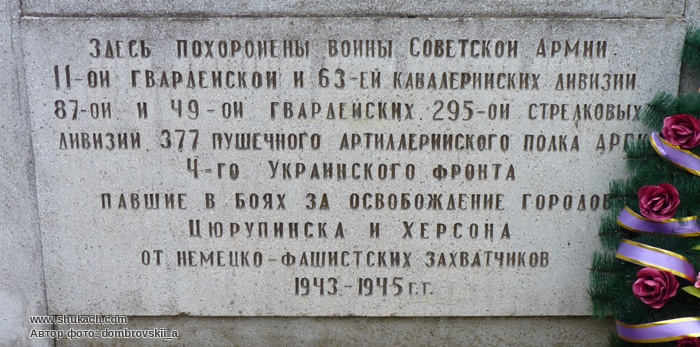 Здесь похоронены воины Советской Армии:
11-ой гвардейской и 63-ей кавалерийских дивизий
87-ой и 49-ой гвардейских, 295-ой стрелковых
дивизий, 377 пушечного артиллерийского полка
4-го Украинского фронта
павшие в боях за освобождение городов
Цюрупинска и Херсона
от немецко-фашистских захватчиков
1943-1945 г.г.
www.shukach.com
Автор фото: dombrovskii_a